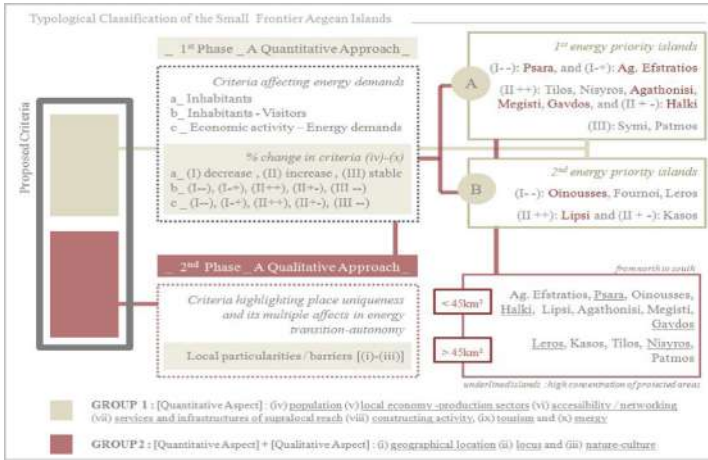 Typological Classification of the Small Frontier Aegean Islands
Proposed Criteria
_ 1st Phase _ A Quantitative Approach _
Criteria affecting energy demands
a_ Inhabitants
b_ Inhabitants - Visitors
c_ Economic activity – Energy demands
% change in criteria (iv)-(x)
a_ (I) decrease , (II) increase , (III) stable
b_ (I--), (I-+), (II++), (II+-), (III --)
c_ (I--), (I-+), (II++), (II+-), (III --)
_ 2nd Phase _ A Qualitative Approach _
Criteria highlighting place uniqueness
and its multiple affects in energy
transition-autonomy
Local particularities / barriers [(i)-(iii)]
A
1st energy priority islands
(I- -): Psara, and (I-+): Ag. Efstratios
(II ++): Tilos, Nisyros, Agathonisi,
Megisti, Gavdos, and (II + -): Halki
(III): Symi, Patmos
B
2nd energy priority islands
(I- -): Oinousses, Fournoi, Leros
(II ++): Lipsi and (II + -): Kasos
from north to south
< 45km²
Ag. Efstratios, Psara, Oinousses,
Halki, Lipsi, Agathonisi, Megisti,
Gavdos
> 45km²
Leros, Kasos, Tilos, Nisyros,
Patmos
underlined islands : high concentration of protected areas
GROUP 1 : [Quantitative Aspect] : (iv) population (v) local economy -production sectors (vi) accessibility / networking
(vii) services and infrastructures of supralocal reach (viii) constructing activity, (ix) tourism and (x) energy
GROUP 2 : [Quantitative Aspect] + [Qualitative Aspect] : (i) geographical location (ii) locus and (iii) nature-culture